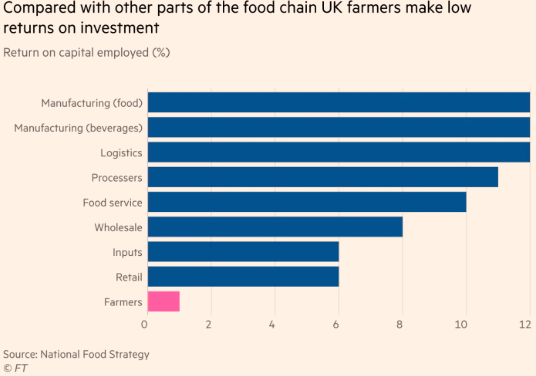 Compared with other parts of the food chain UK farmers make low
returns on investment
Return on capital employed (%)
Manufacturing (food)
Manufacturing (beverages)
Logistics
Processers
Food service
Wholesale
Inputs
Retail
Farmers
0 2 4 6 8 10 12
Source: National Food Strategy
© FT